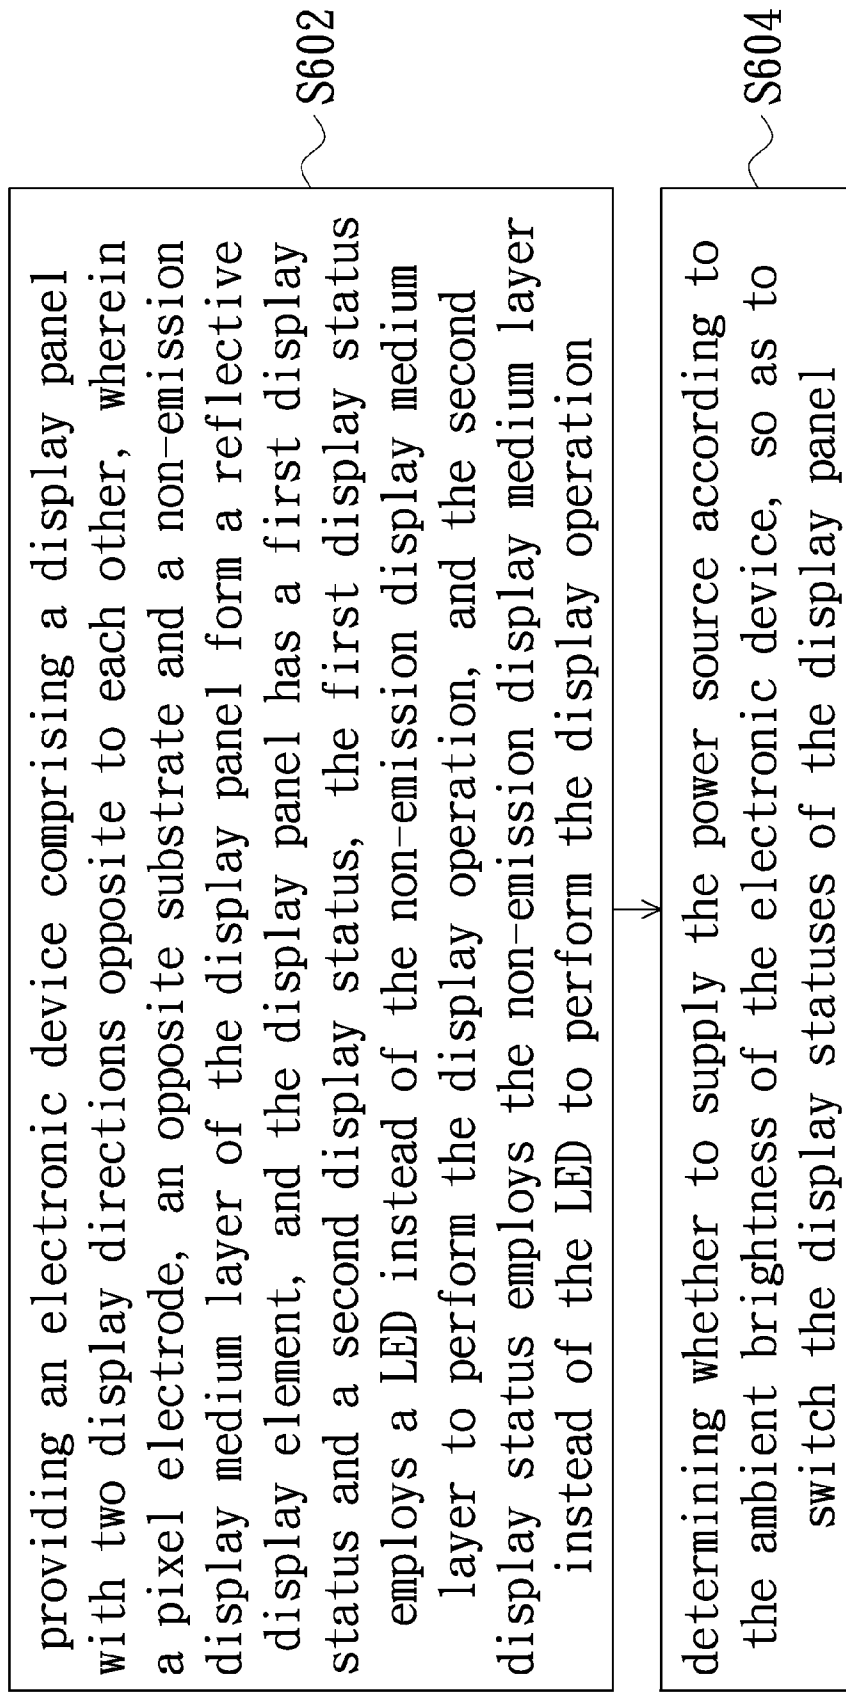 providing an electronic device comprising a display panel
with two display directions opposite to each other, wherein
a pixel electrode, an opposite substrate and a non-emission
display medium layer of the display panel form a reflective
display element, and the display panel has a first display
status and a second display status, the first display status
employs a LED instead of the non-emission display medium
layer to perform the display operation, and the second
display status employs the non-emission display medium layer
instead of the LED to perform the display operation
S602
determining whether to supply the power source according to
the ambient brightness of the electronic device, so as to
switch the display statuses of the display panel
S604